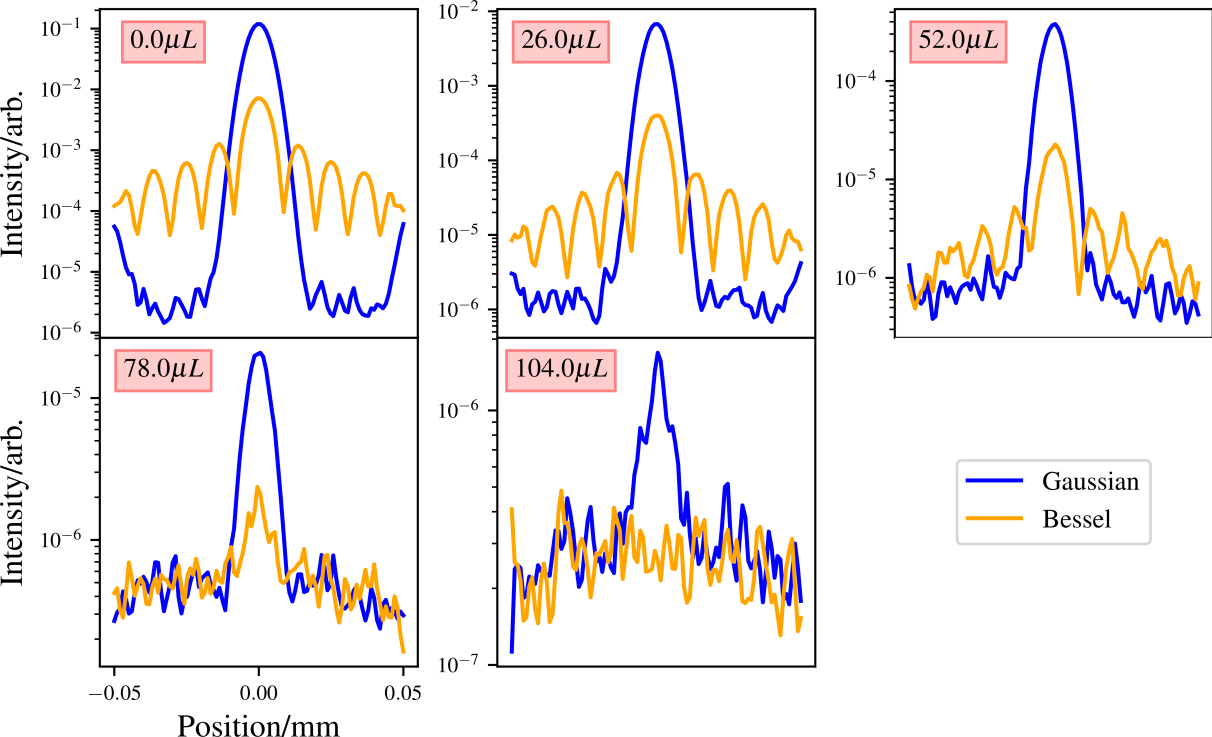 Intensity/arb.
10⁻¹
10⁻²
10⁻³
10⁻⁴
10⁻⁵
10⁻⁶
0.0μL
10⁻²
10⁻³
10⁻⁴
10⁻⁵
10⁻⁶
26.0μL
10⁻⁴
10⁻⁵
10⁻⁶
52.0μL
Intensity/arb.
10⁻⁵
10⁻⁶
78.0μL
−0.05 0.00 0.05
Position/mm
10⁻⁶
10⁻⁷
104.0μL
Gaussian
Bessel